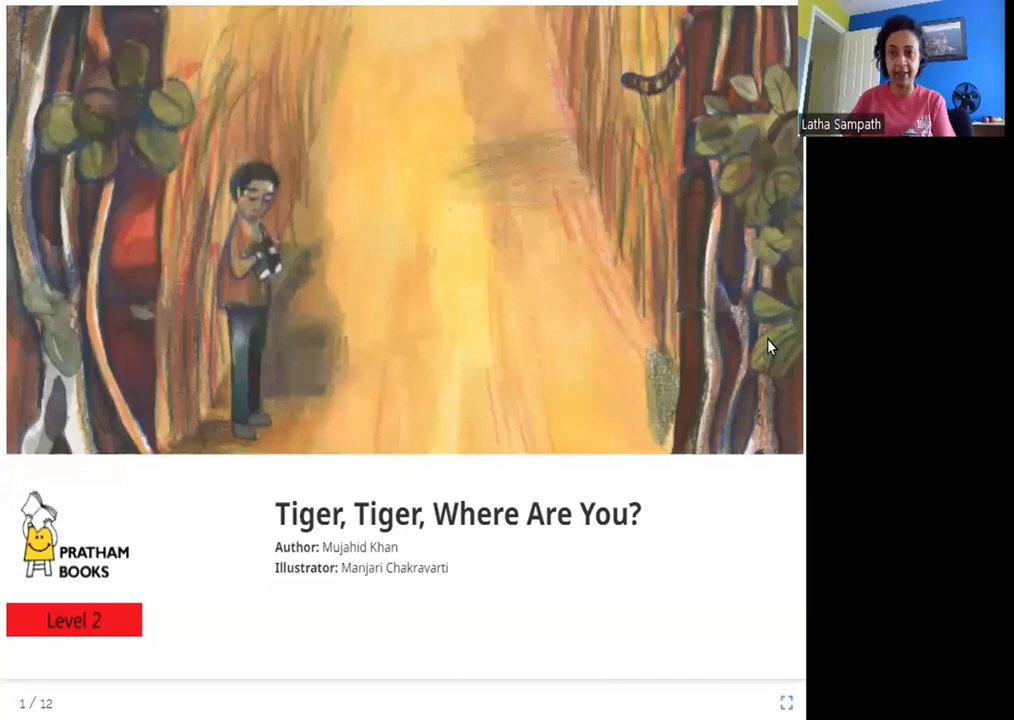 Latha Sampath
Tiger, Tiger, Where Are You?
Author: Mujahid Khan
Illustrator: Manjari Chakravarti
PRATHAM
BOOKS
Level 2
1 / 12